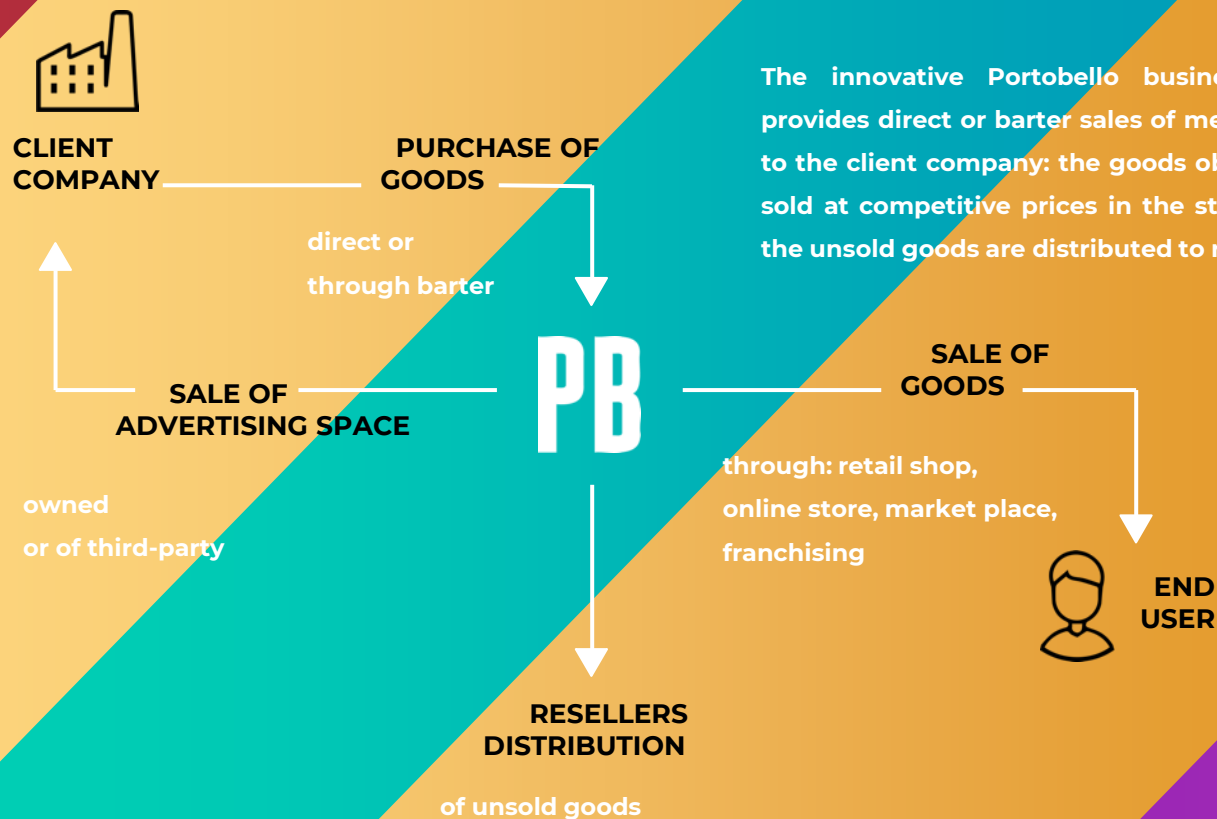 CLIENT
COMPANY
PURCHASE OF
GOODS
direct or
through barter
The innovative Portobello
provides direct or barter sales of
to the client company: the goods
sold at competitive prices in the
the unsold goods are distributed to
PB
SALE OF
ADVERTISING SPACE
owned
or of third-party
SALE OF
GOODS
through: retail shop,
online store, market place,
franchising
END
USER
RESELLERS
DISTRIBUTION
of unsold goods